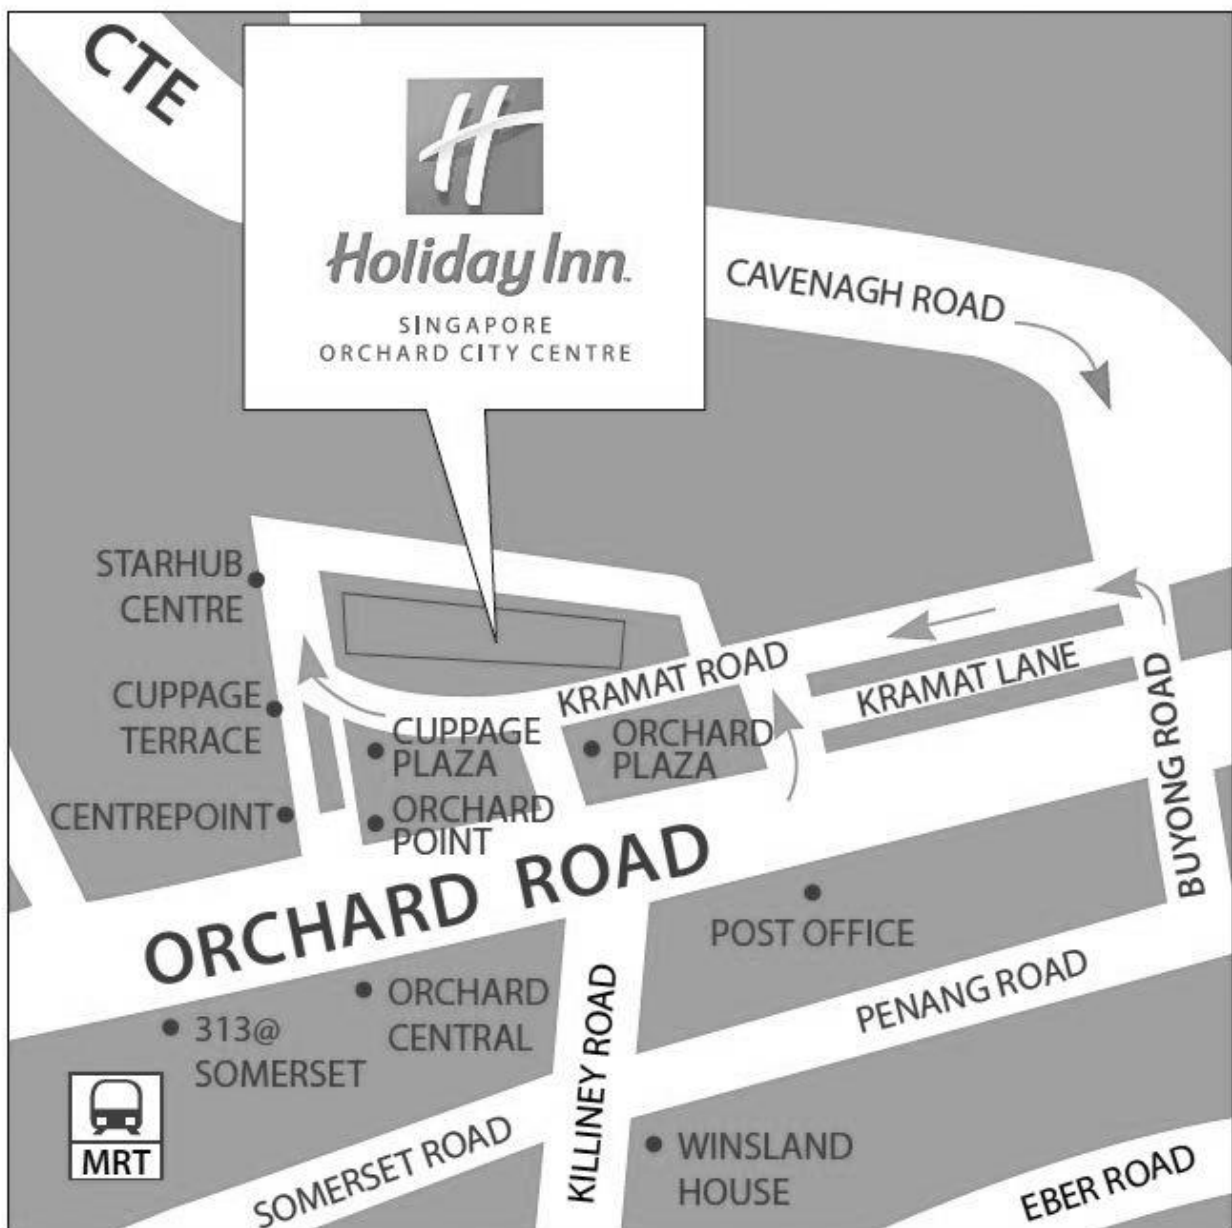 CTE
Holiday Inn™
SINGAPORE
ORCHARD CITY CENTRE
CAVENAGH ROAD
STARHUB
CENTRE
KRAMAT ROAD
KRAMAT LANE
CUPPAGE
TERRACE
CUPPAGE
PLAZA
ORCHARD
PLAZA
BUYONG ROAD
CENTREPOINT
ORCHARD
POINT
ORCHARD ROAD
POST OFFICE
ORCHARD
CENTRAL
313@
SOMERSET
KILLINEY ROAD
PENANG ROAD
MRT
SOMERSET ROAD
WINSLAND
HOUSE
EBER ROAD